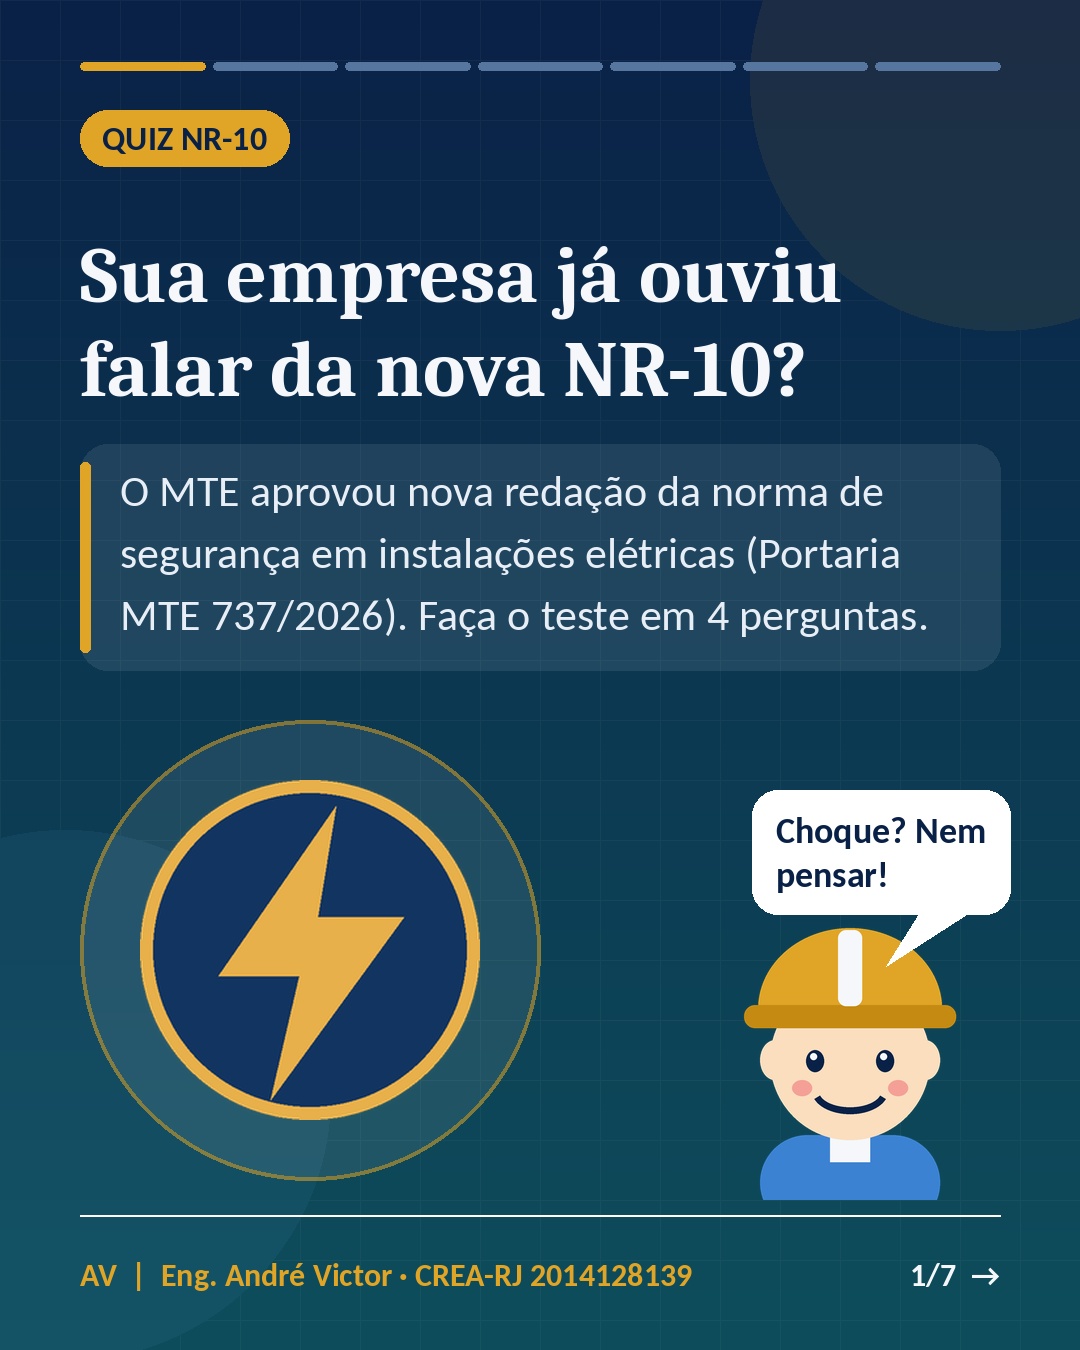 QUIZ NR-10
Sua empresa já ouviu
falar da nova NR-10?
O MTE aprovou nova redação da norma de
segurança em instalações elétricas (Portaria
MTE 737/2026). Faça o teste em 4 perguntas.
Choque? Nem
pensar!
AV | Eng. André Victor · CREA-RJ 2014128139
1/7 →